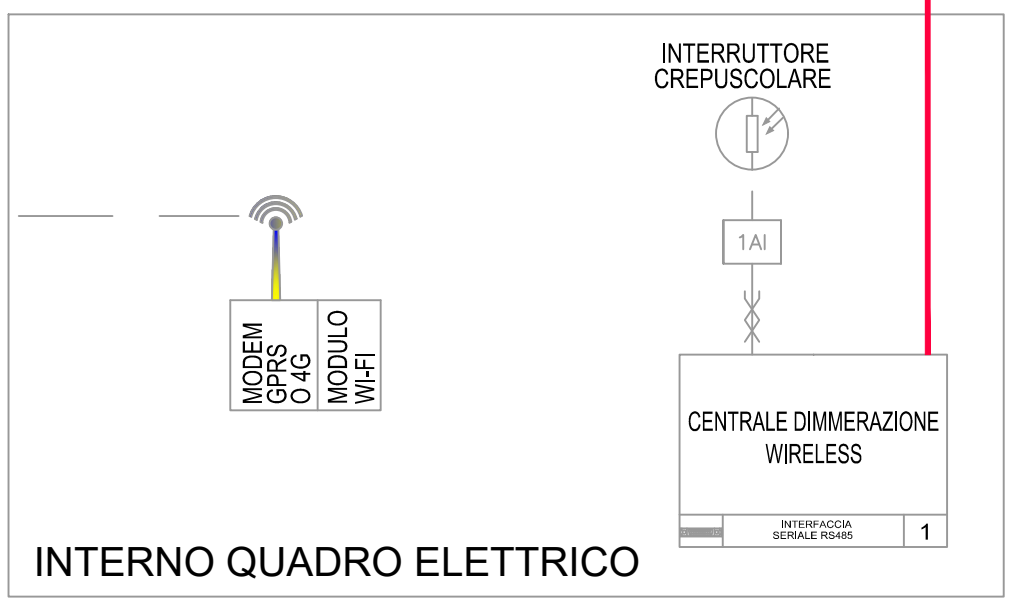 INTERRUTTORE
CREPUSCOLARE
1AI
MODEM
GPRS
O 4G
MODULO
WI-FI
CENTRALE DIMMERAZIONE
WIRELESS
INTERFACCIA
SERIALE RS485
1
INTERNO QUADRO ELETTRICO